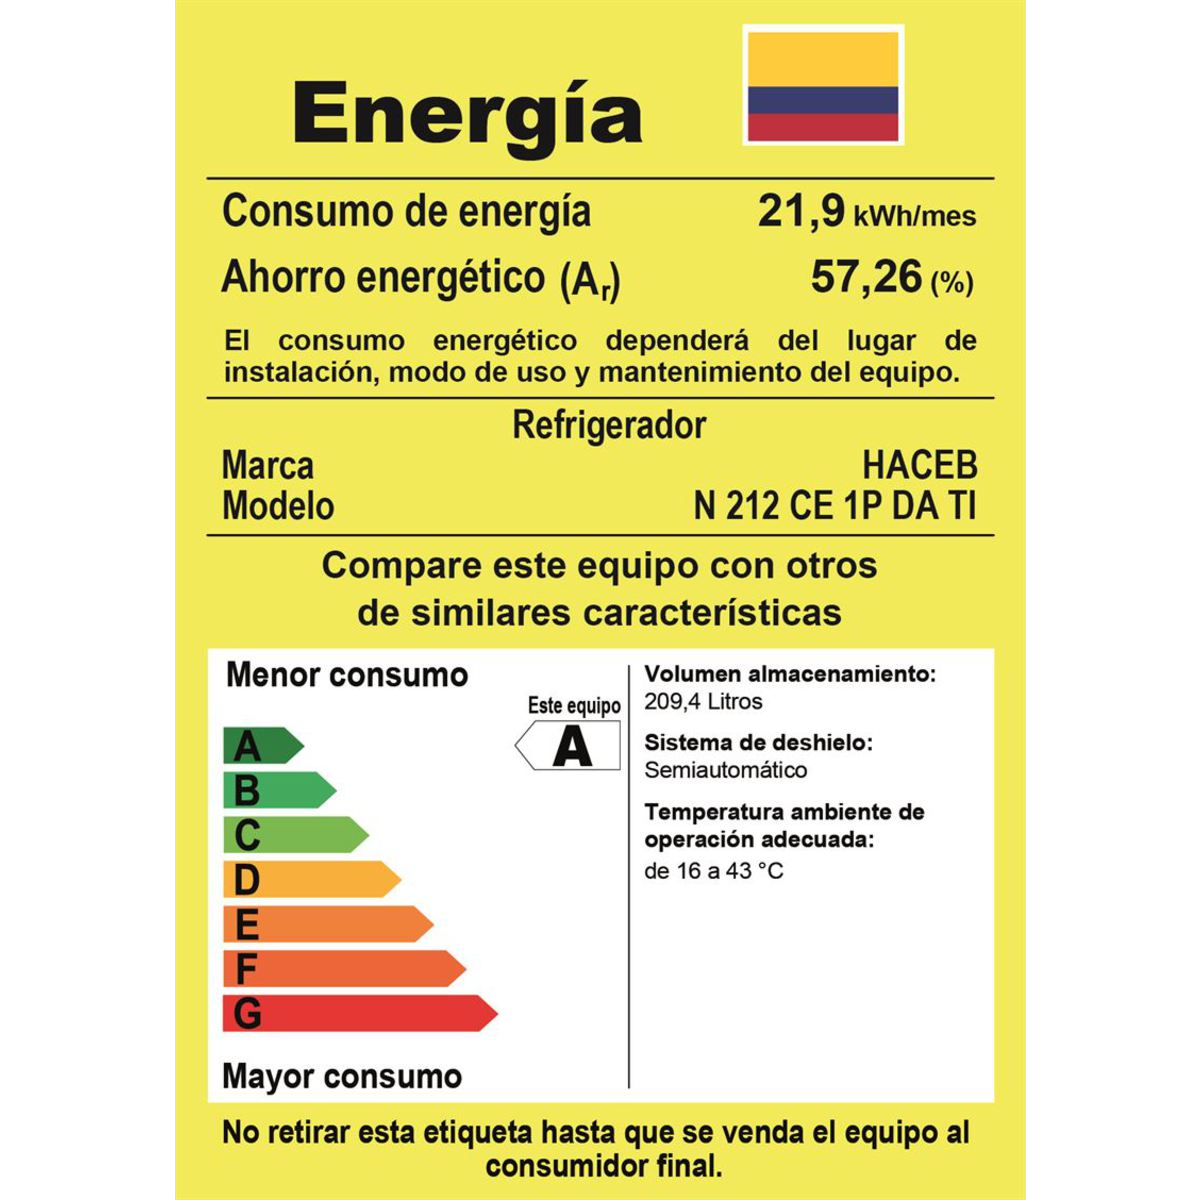 Energía
Consumo de energía 21,9 kWh/mes
Ahorro energético (Ar) 57,26 (%)
El consumo energético dependerá del lugar de
instalación, modo de uso y mantenimiento del equipo.
Refrigerador
Marca HACEB
Modelo N 212 CE 1P DA TI
Compare este equipo con otros
de similares características
Menor consumo
Este equipo
A
A
B
C
D
E
F
G
Mayor consumo
Volumen almacenamiento:
209,4 Litros
Sistema de deshielo:
Semiautomático
Temperatura ambiente de
operación adecuada:
de 16 a 43 °C
No retirar esta etiqueta hasta que se venda el equipo al
consumidor final.